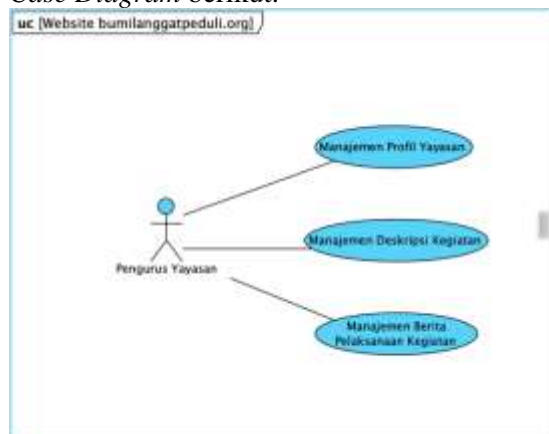 Case Diagram berikut:
uc [Website bumilanggatpeduli.org]
Manajemen Profil Yayasan
Manajemen Deskripsi Kegiatan
Pengurus Yayasan
Manajemen Berita
Pelaksanaan Kegiatan